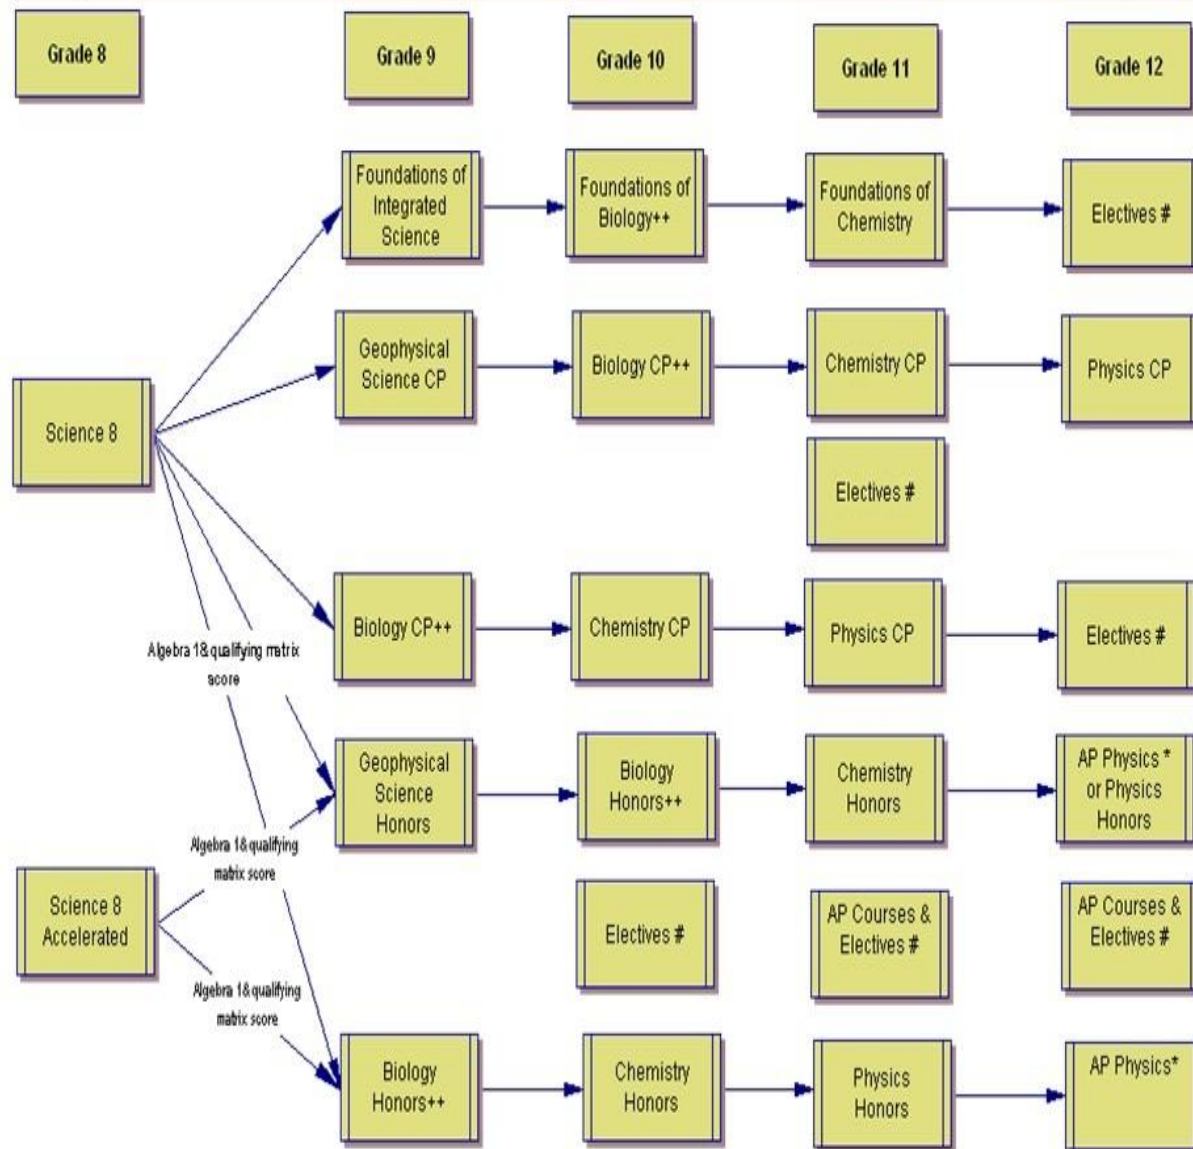 Grade 8
Grade 9
Grade 10
Grade 11
Grade 12
Foundations of
Integrated
Science
Foundations of
Biology++
Foundations of
Chemistry
Electives #
Geophysical
Science CP
Biology CP++
Chemistry CP
Physics CP
Science 8
Electives #
Biology CP++
Chemistry CP
Physics CP
Electives #
Algebra 1& qualifying matrix
score
Geophysical
Science
Honors
Biology
Honors++
Chemistry
Honors
AP Physics *
or Physics
Honors
Algebra 1& qualifying
matrix score
Science 8
Accelerated
Electives #
AP Courses &
Electives #
AP Courses &
Electives #
Algebra 1& qualifying
matrix score
Biology
Honors++
Chemistry
Honors
Physics
Honors
AP Physics*